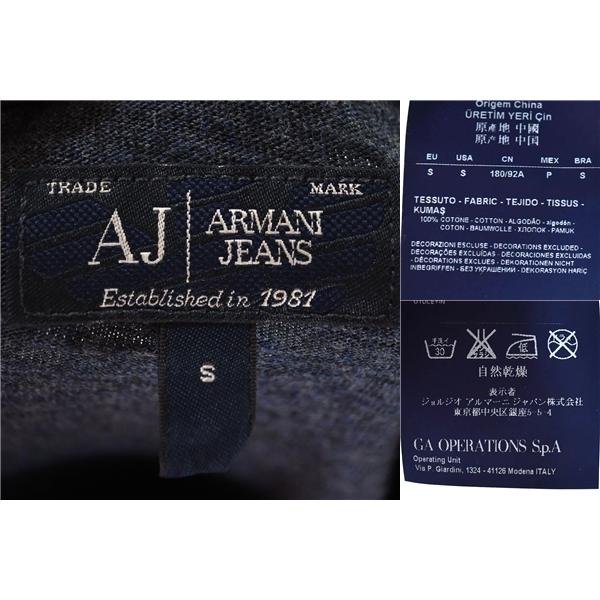 TRADE MARK
AJ ARMANI JEANS
Established in 1981
S
Origem China
ÜRETİM YERİ Çin
原產地 中國
原产地 中国
EU USA CN MEX BRA
S S 180/92A P S
TESSUTO - FABRIC - TEJIDO - TISSUS -
KUMAŞ
100% COTONE - COTTON - ALGODÃO - algodón -
COTON - BAUMWOLLE - ХЛОПОК - PAMUK
DECORAZIONI ESCLUSE - DECORATIONS EXCLUDED -
DECORAÇÕES EXCLUÍDAS - DECORACIONES EXCLUIDAS
- DÉCORATIONS EXCLUES - DEKORATIONEN NICHT
INBEGRIFFEN - БЕЗ УКРАШЕНИЙ - DEKORASYON HARİÇ
手洗イ
30
低
自然乾燥
表示者
ジョルジオ アルマーニ ジャパン株式会社
東京都中央区銀座5-5-4
GA OPERATIONS S.p.A
Operating Unit
Via P. Giardini, 1324 - 41126 Modena ITALY